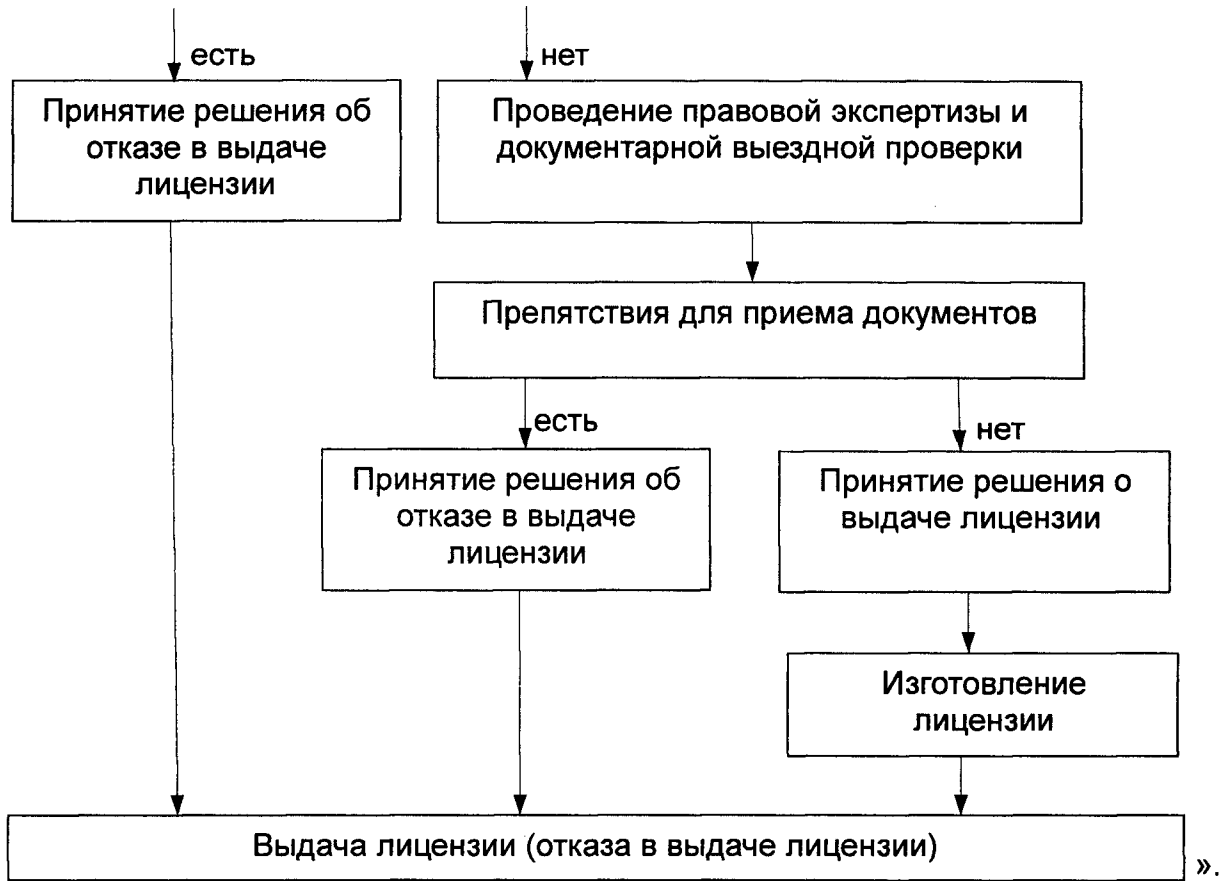 есть
нет
Принятие решения об
отказе в выдаче
лицензии
Проведение правовой экспертизы и
документарной выездной проверки
Препятствия для приема документов
есть
нет
Принятие решения об
отказе в выдаче
лицензии
Принятие решения о
выдаче лицензии
Изготовление
лицензии
Выдача лицензии (отказа в выдаче лицензии)
».